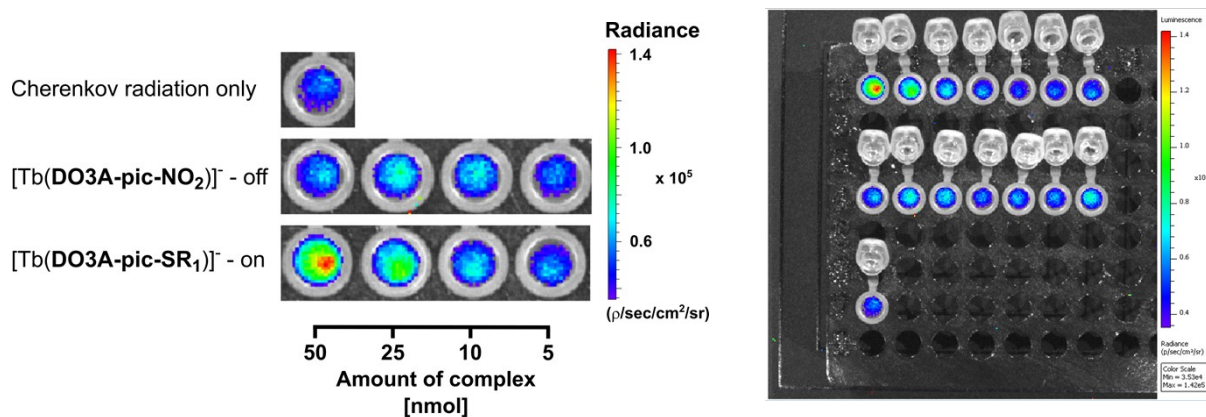 Radiance
Cherenkov radiation only
[Tb(DO3A-pic-NO₂)]⁻ - off
[Tb(DO3A-pic-SR₁)]⁻ - on
1.4
1.0
x 10⁵
0.6
(ρ/sec/cm²/sr)
50 25 10 5
Amount of complex
[nmol]
Luminescence
1.4
1.2
1.0
x10
0.8
0.6
0.4
Radiance
(p/sec/cm²/sr)
Color Scale
Min = 3.53e4
Max = 1.42e5